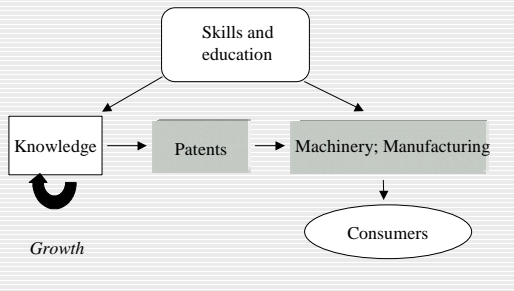 Skills and
education
Knowledge
Patents
Machinery; Manufacturing
Consumers
Growth